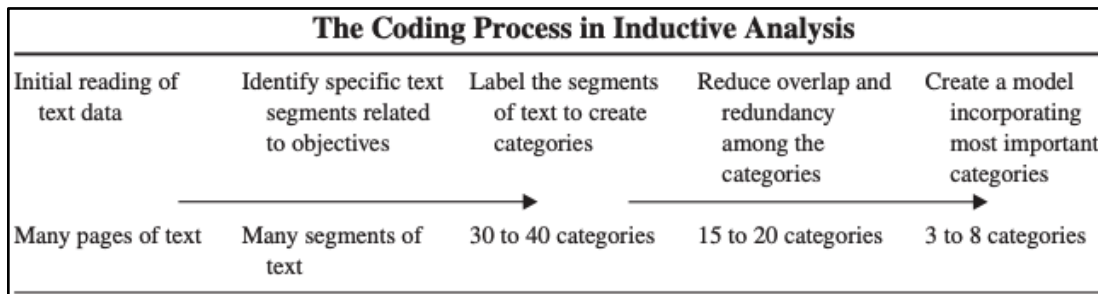 The Coding Process in Inductive Analysis
Initial reading of
text data
Identify specific text
segments related
to objectives
Label the segments
of text to create
categories
Reduce overlap and
redundancy
among the
categories
Create a model
incorporating
most important
categories
Many pages of text
Many segments of
text
30 to 40 categories
15 to 20 categories
3 to 8 categories